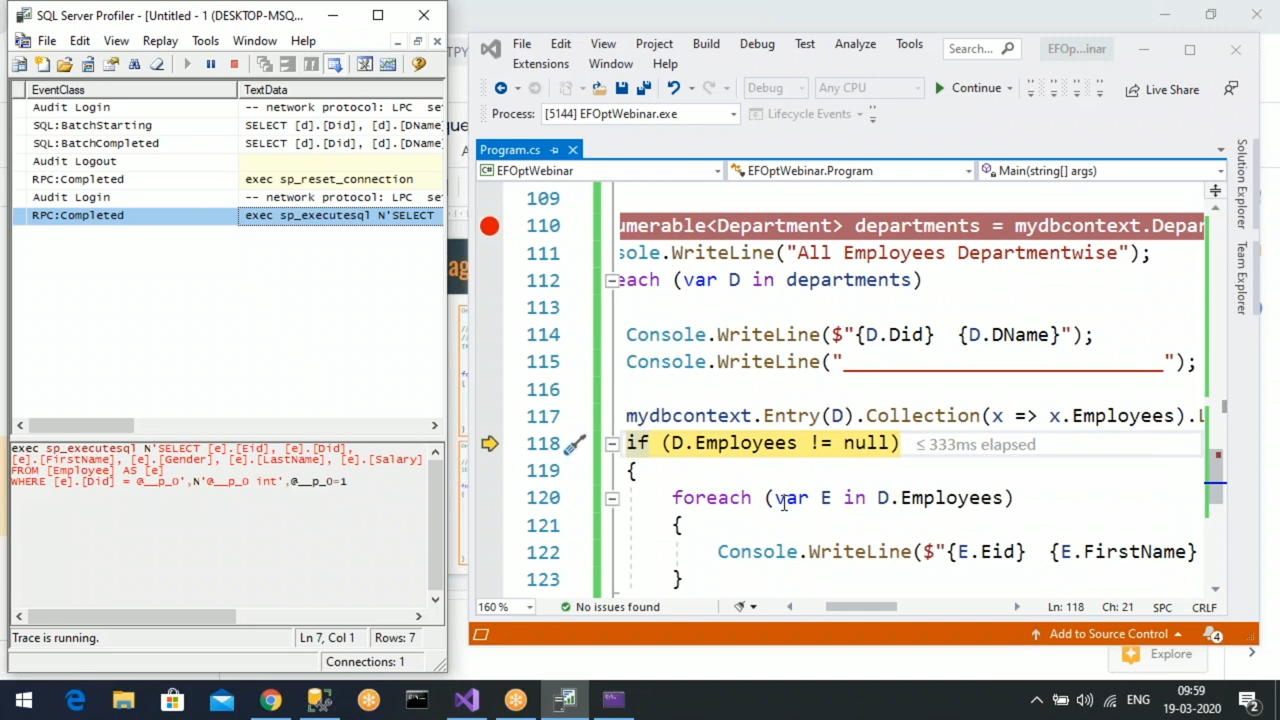 SQL Server Profiler - [Untitled - 1 (DESKTOP-MSQ...
File Edit View Replay Tools Window Help
EventClass TextData
Audit Login -- network protocol: LPC se
SQL:BatchStarting SELECT [d].[Did], [d].[DName
SQL:BatchCompleted SELECT [d].[Did], [d].[DName
Audit Logout
RPC:Completed exec sp_reset_connection
Audit Login -- network protocol: LPC se
RPC:Completed exec sp_executesql N'SELECT
exec sp_executesql N'SELECT [e].[Eid], [e].[Did],
[e].[FirstName], [e].[Gender], [e].[LastName], [e].[Salary]
FROM [Employee] AS [e]
WHERE [e].[Did] = @__p_0',N'@__p_0 int',@__p_0=1
Trace is running. Ln 7, Col 1 Rows: 7
Connections: 1
File Edit View Project Build Debug Test Analyze Tools Search... EFOp...inar
Extensions Window Help
Debug Any CPU Continue Live Share
Process: [5144] EFOptWebinar.exe Lifecycle Events
Program.cs
EFOptWebinar EFOptWebinar.Program Main(string[] args)
109
110 umerable<Department> departments = mydbcontext.Depar
111 sole.WriteLine("All Employees Departmentwise");
112 each (var D in departments)
113
114 Console.WriteLine($"{D.Did}  {D.DName}");
115 Console.WriteLine("____________________________");
116
117 mydbcontext.Entry(D).Collection(x => x.Employees).L
118 if (D.Employees != null) ≤ 333ms elapsed
119 {
120 foreach (var E in D.Employees)
121 {
122 Console.WriteLine($"{E.Eid}  {E.FirstName}
123 }
160 % No issues found Ln: 118 Ch: 21 SPC CRLF
Add to Source Control 4
Solution Explorer
Team Explorer
Explore
ENG 09:59
19-03-2020 2